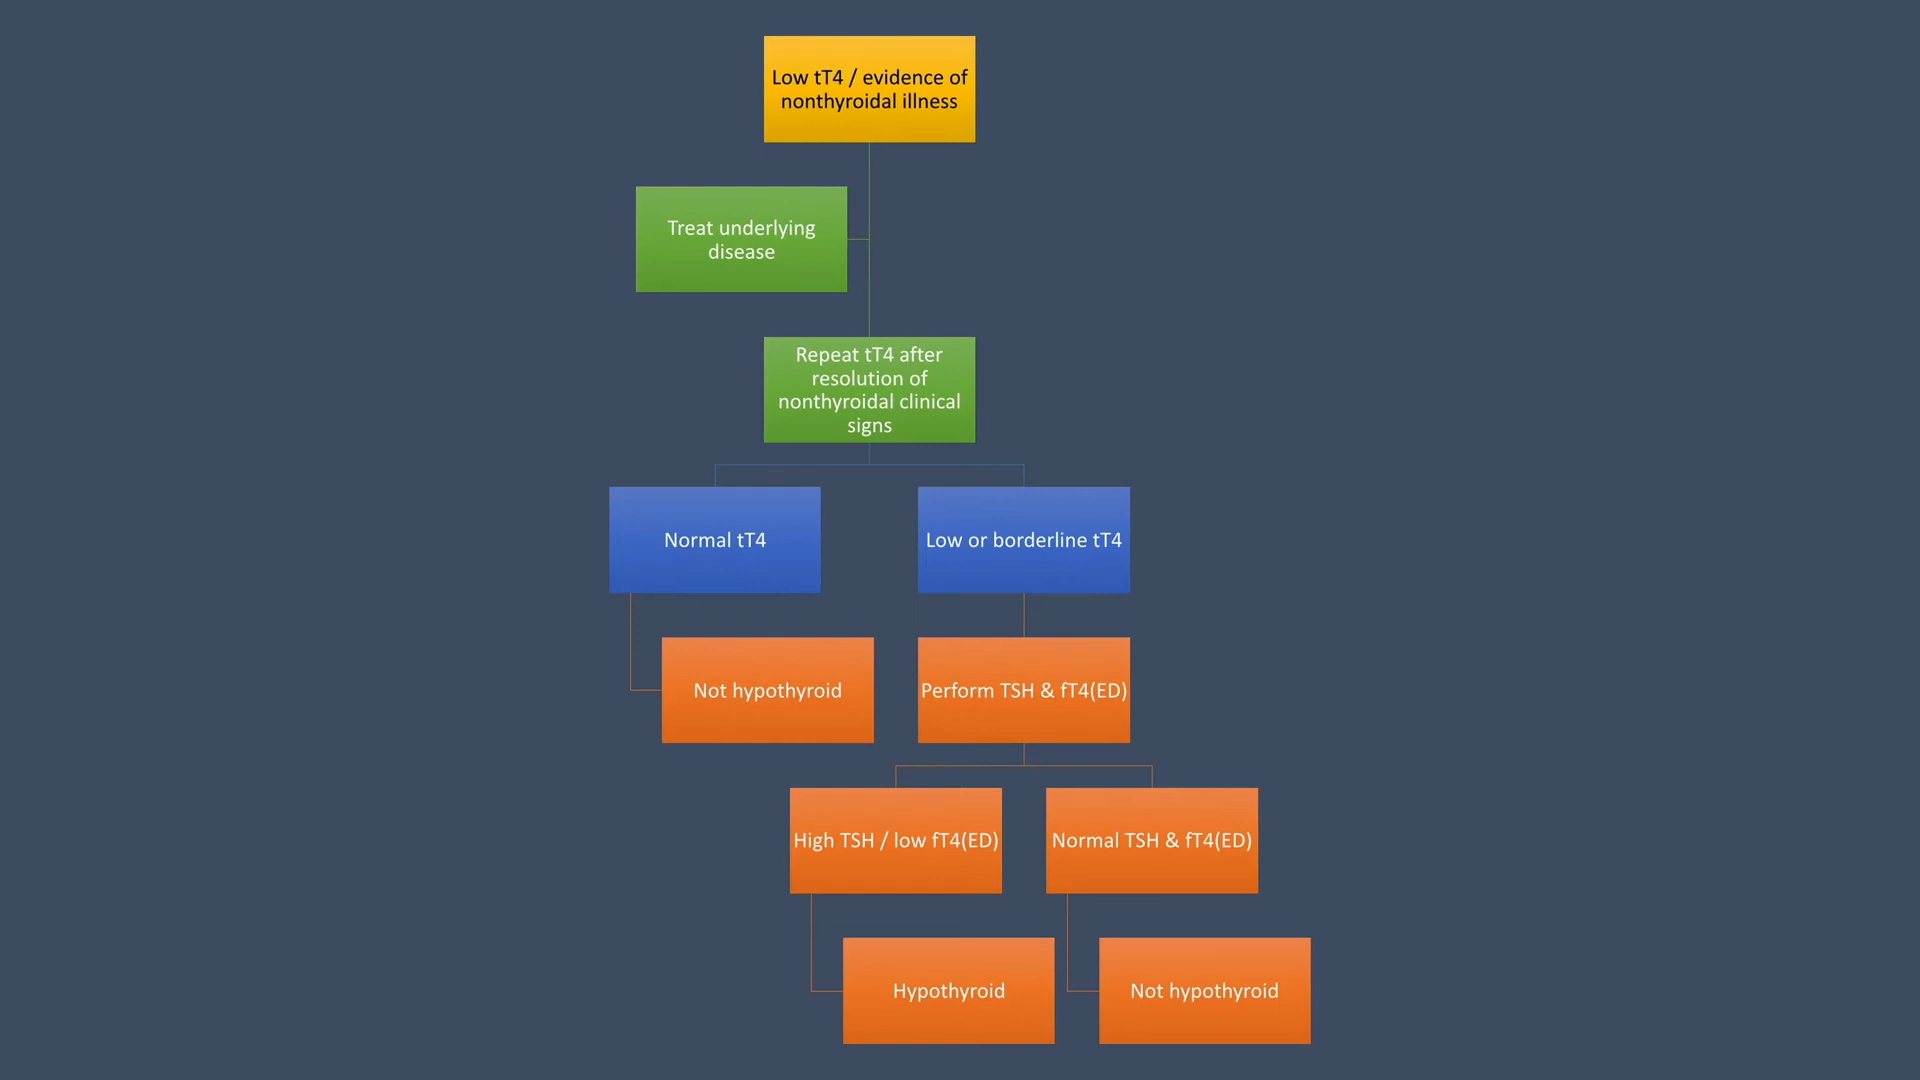 Low tT4 / evidence of
nonthyroidal illness
Treat underlying
disease
Repeat tT4 after
resolution of
nonthyroidal clinical
signs
Normal tT4
Low or borderline tT4
Not hypothyroid
Perform TSH & fT4(ED)
High TSH / low fT4(ED)
Normal TSH & fT4(ED)
Hypothyroid
Not hypothyroid